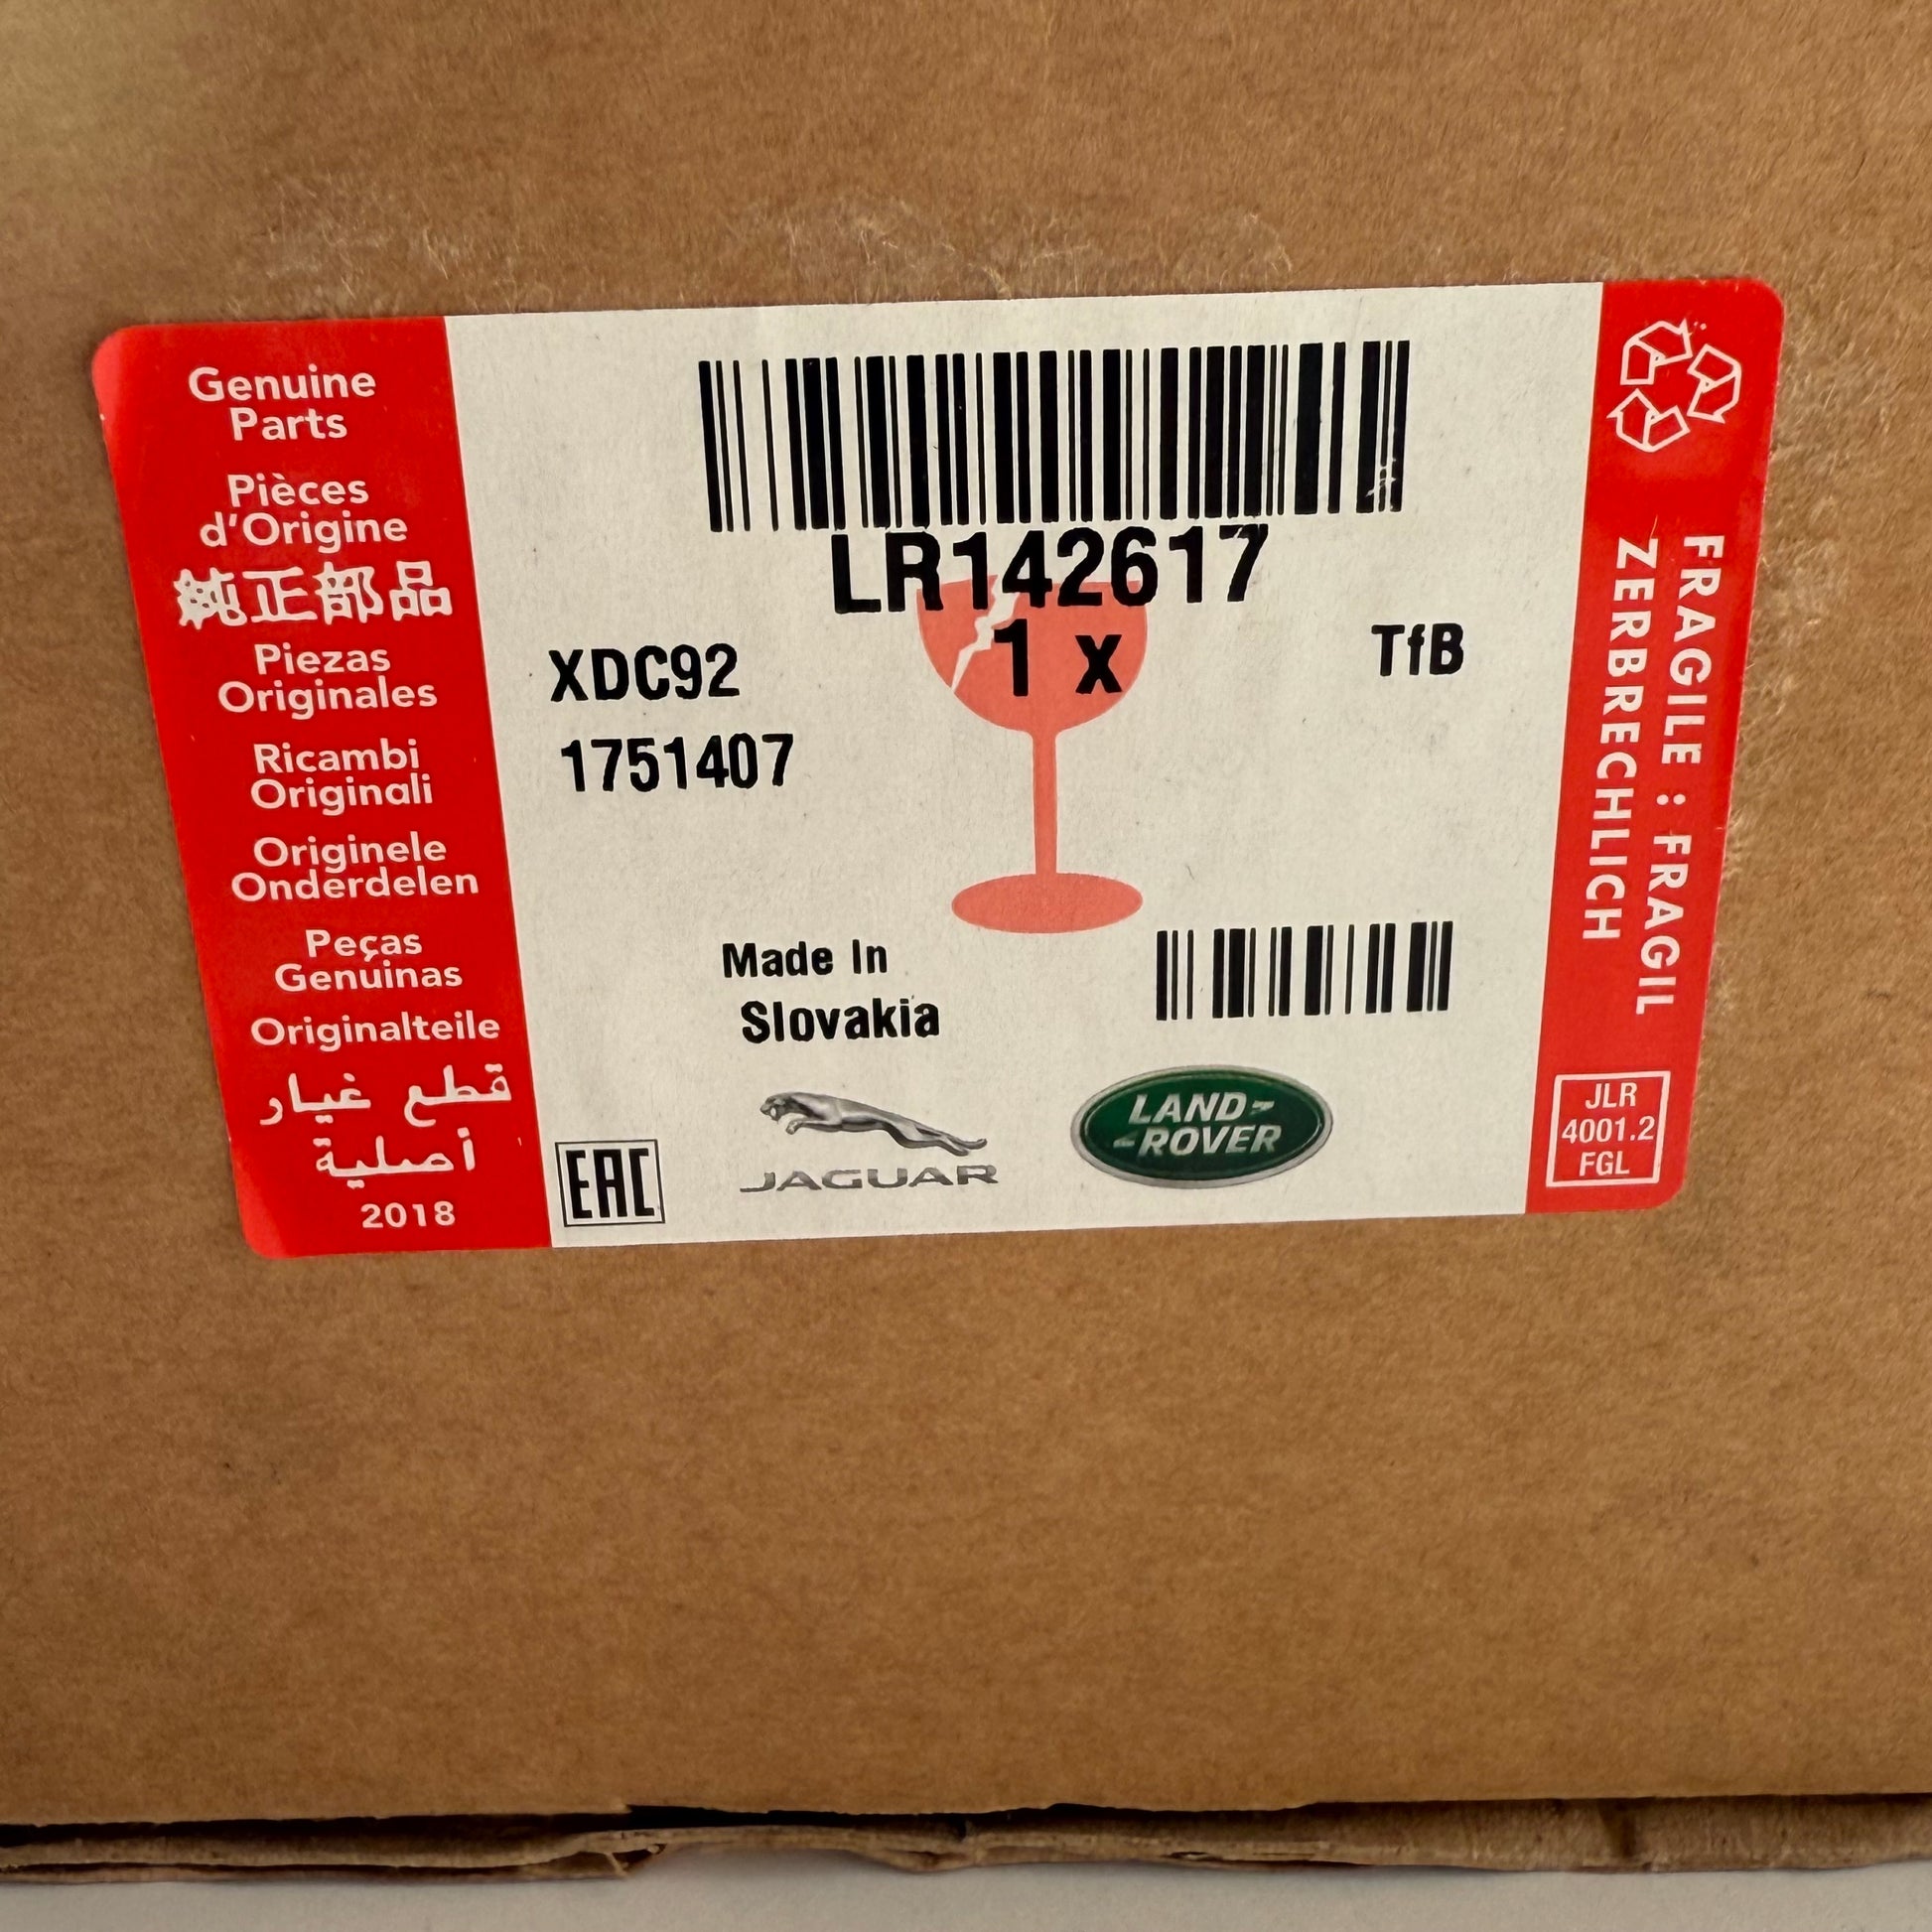 Genuine
Parts
Pièces
d'Origine
純正部品
Piezas
Originales
Ricambi
Originali
Originele
Onderdelen
Peças
Genuinas
Originalteile
قطع غيار
أصلية
2018
LR142617
XDC92
1 x
TfB
1751407
Made In
Slovakia
EAC
JAGUAR
LAND-
-ROVER
FRAGILE : FRAGIL
ZERBRECHLICH
JLR
4001.2
FGL